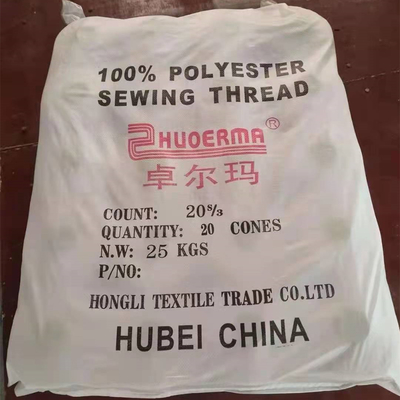 100% POLYESTER
SEWING THREAD
ZHUOERMA®
卓尔玛
COUNT: 20S/3
QUANTITY: 20 CONES
N.W: 25 KGS
P/NO:
HONGLI TEXTILE TRADE CO.LTD
HUBEI CHINA